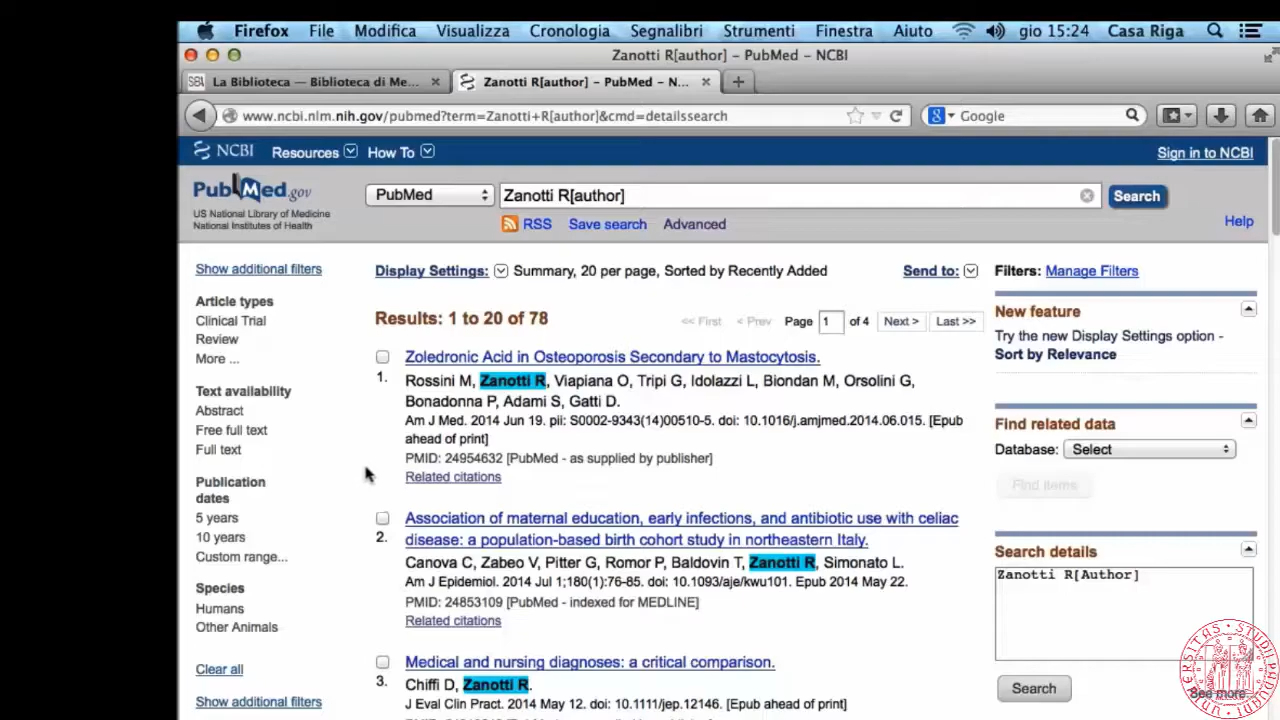 Firefox File Modifica Visualizza Cronologia Segnalibri Strumenti Finestra Aiuto gio 15:24 Casa Riga
Zanotti R[author] – PubMed – NCBI
SBA La Biblioteca — Biblioteca di Me... Zanotti R[author] – PubMed – N...
www.ncbi.nlm.nih.gov/pubmed?term=Zanotti+R[author]&cmd=detailssearch Google
NCBI Resources How To Sign in to NCBI
PubMed.gov
US National Library of Medicine
National Institutes of Health
PubMed Zanotti R[author] Search
RSS Save search Advanced Help
Show additional filters
Article types
Clinical Trial
Review
More ...
Text availability
Abstract
Free full text
Full text
Publication
dates
5 years
10 years
Custom range...
Species
Humans
Other Animals
Clear all
Show additional filters
Display Settings: Summary, 20 per page, Sorted by Recently Added Send to:
Results: 1 to 20 of 78
<< First < Prev Page 1 of 4 Next > Last >>
Zoledronic Acid in Osteoporosis Secondary to Mastocytosis.
1. Rossini M, Zanotti R, Viapiana O, Tripi G, Idolazzi L, Biondan M, Orsolini G,
Bonadonna P, Adami S, Gatti D.
Am J Med. 2014 Jun 19. pii: S0002-9343(14)00510-5. doi: 10.1016/j.amjmed.2014.06.015. [Epub
ahead of print]
PMID: 24954632 [PubMed - as supplied by publisher]
Related citations
Association of maternal education, early infections, and antibiotic use with celiac
2. disease: a population-based birth cohort study in northeastern Italy.
Canova C, Zabeo V, Pitter G, Romor P, Baldovin T, Zanotti R, Simonato L.
Am J Epidemiol. 2014 Jul 1;180(1):76-85. doi: 10.1093/aje/kwu101. Epub 2014 May 22.
PMID: 24853109 [PubMed - indexed for MEDLINE]
Related citations
Medical and nursing diagnoses: a critical comparison.
3. Chiffi D, Zanotti R.
J Eval Clin Pract. 2014 May 12. doi: 10.1111/jep.12146. [Epub ahead of print]
Filters: Manage Filters
New feature
Try the new Display Settings option -
Sort by Relevance
Find related data
Database: Select
Find items
Search details
Zanotti R[Author]
Search See more...